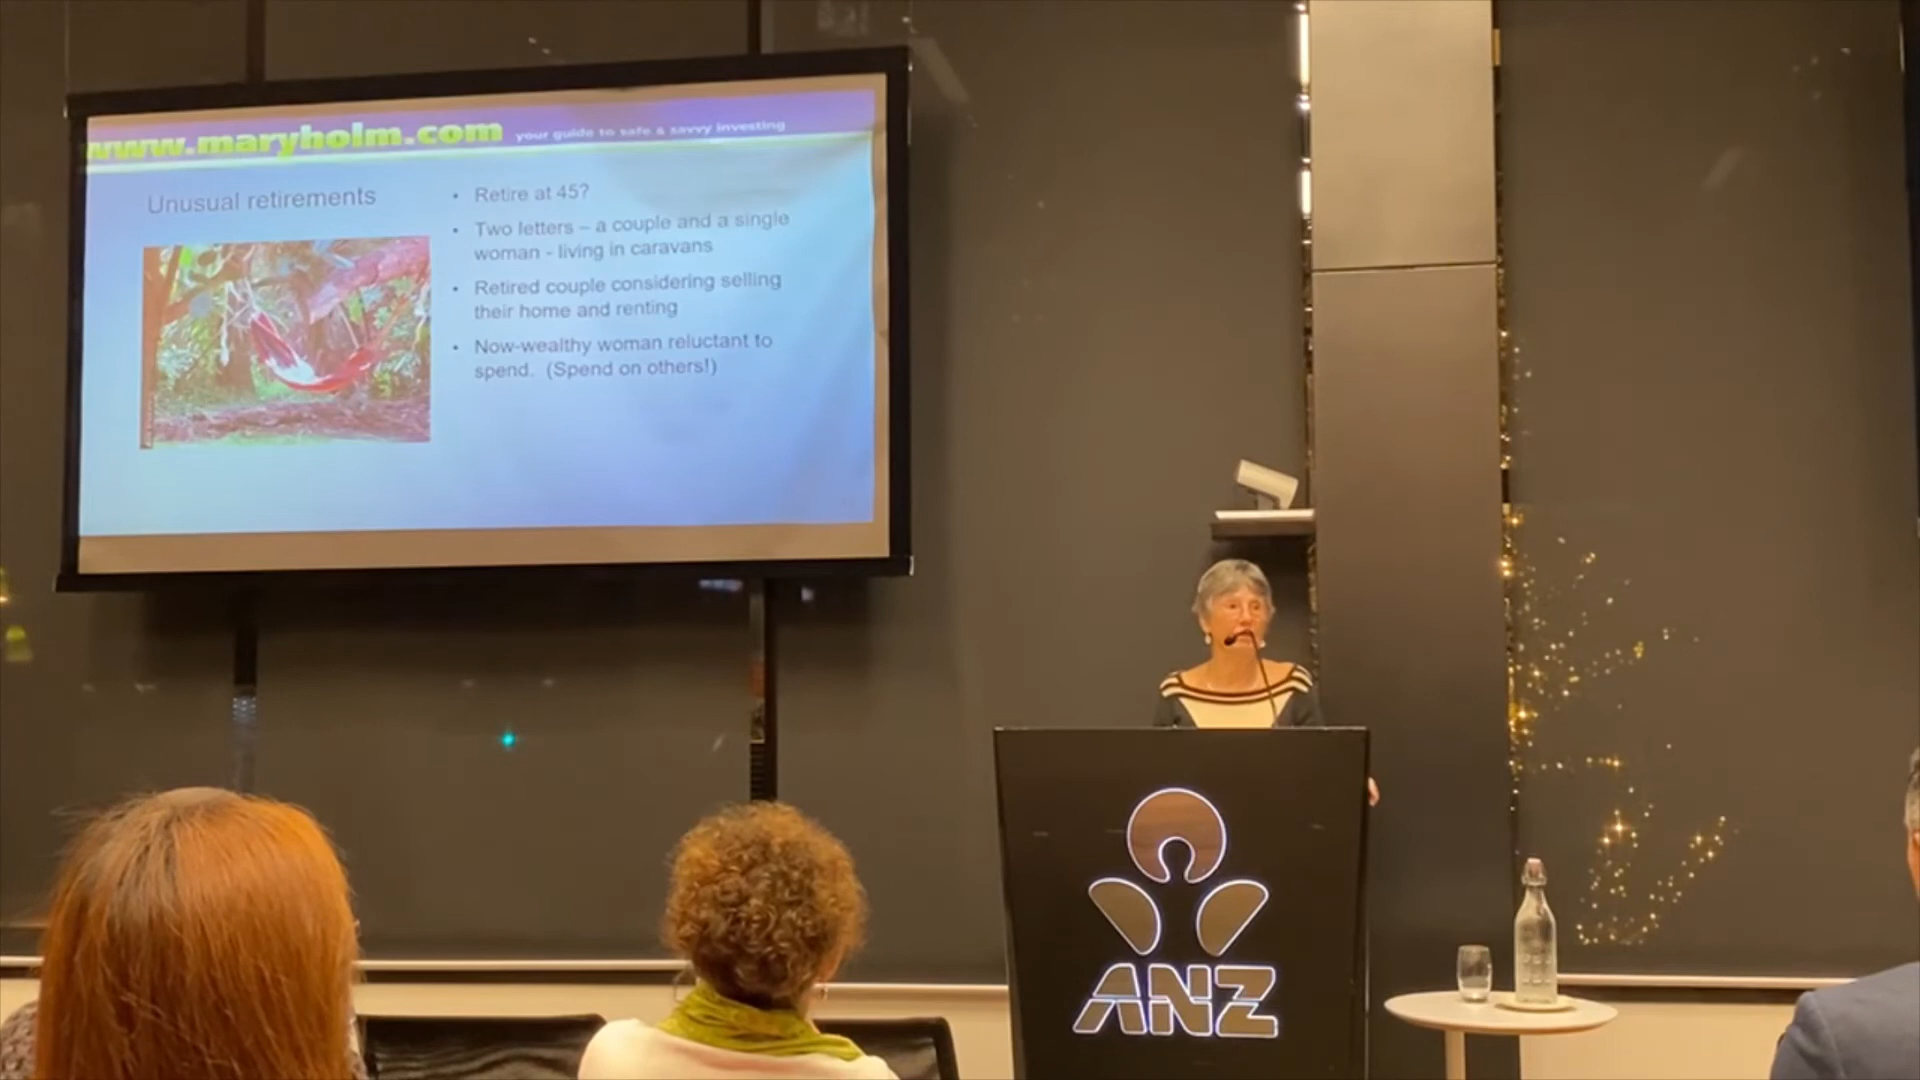 www.maryholm.com your guide to safe & savvy investing
Unusual retirements
• Retire at 45?
• Two letters – a couple and a single
woman - living in caravans
• Retired couple considering selling
their home and renting
• Now-wealthy woman reluctant to
spend. (Spend on others!)
ANZ